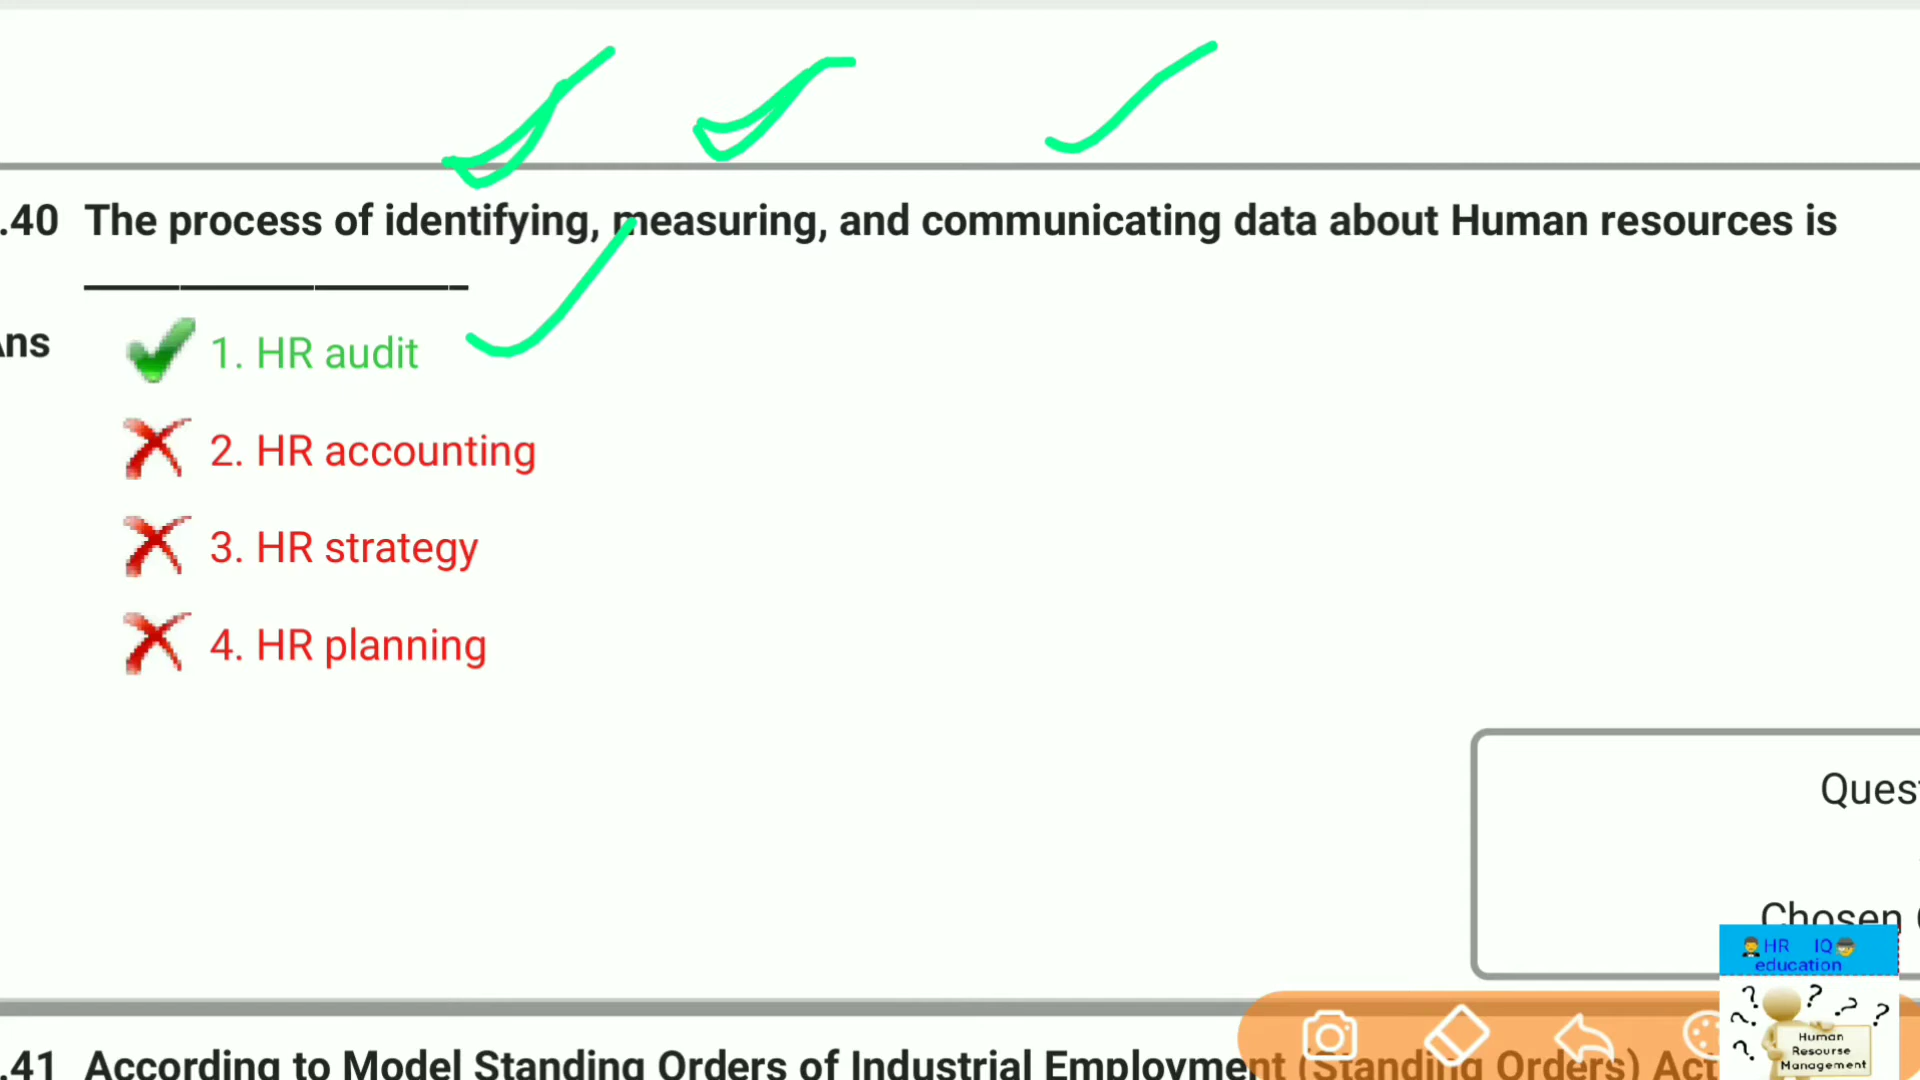 .40 The process of identifying, measuring, and communicating data about Human resources is
___________________
Ans
1. HR audit
2. HR accounting
3. HR strategy
4. HR planning
Ques
Chosen
HR IQ
education
Human
Resourse
Management
.41 According to Model Standing Orders of Industrial Employment (Standing Orders) Act